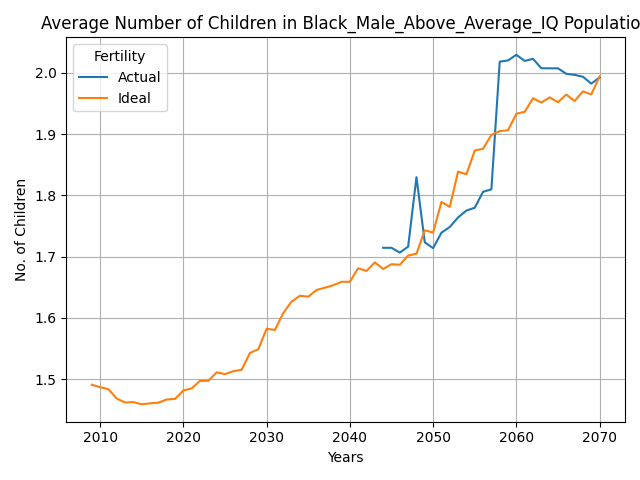 Average Number of Children in Black_Male_Above_Average_IQ Populatio
Fertility
Actual
Ideal
No. of Children
2.0
1.9
1.8
1.7
1.6
1.5
2010 2020 2030 2040 2050 2060 2070
Years